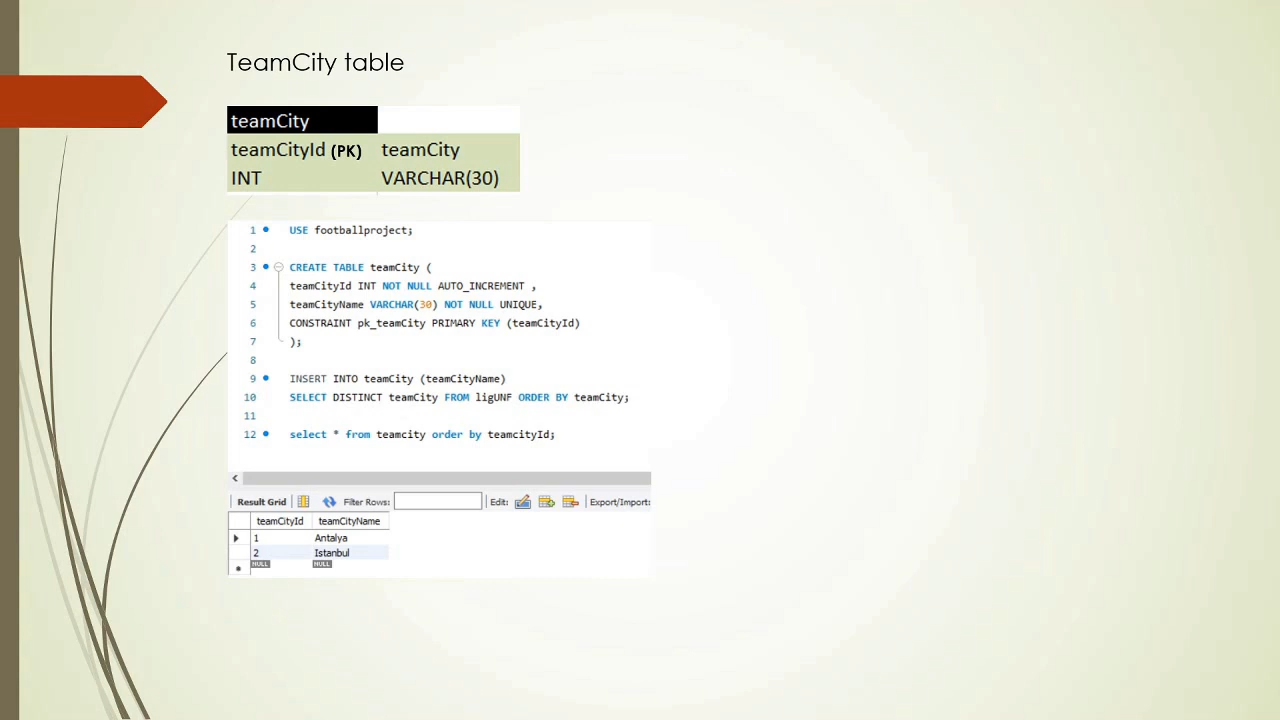 TeamCity table
teamCity
teamCityId (PK) teamCity
INT VARCHAR(30)
1 USE footballproject;
2
3 CREATE TABLE teamCity (
4 teamCityId INT NOT NULL AUTO_INCREMENT ,
5 teamCityName VARCHAR(30) NOT NULL UNIQUE,
6 CONSTRAINT pk_teamCity PRIMARY KEY (teamCityId)
7 );
8
9 INSERT INTO teamCity (teamCityName)
10 SELECT DISTINCT teamCity FROM ligUNF ORDER BY teamCity;
11
12 select * from teamcity order by teamcityId;
Result Grid Filter Rows: Edit: Export/Import:
teamCityId teamCityName
1 Antalya
2 Istanbul
NULL NULL